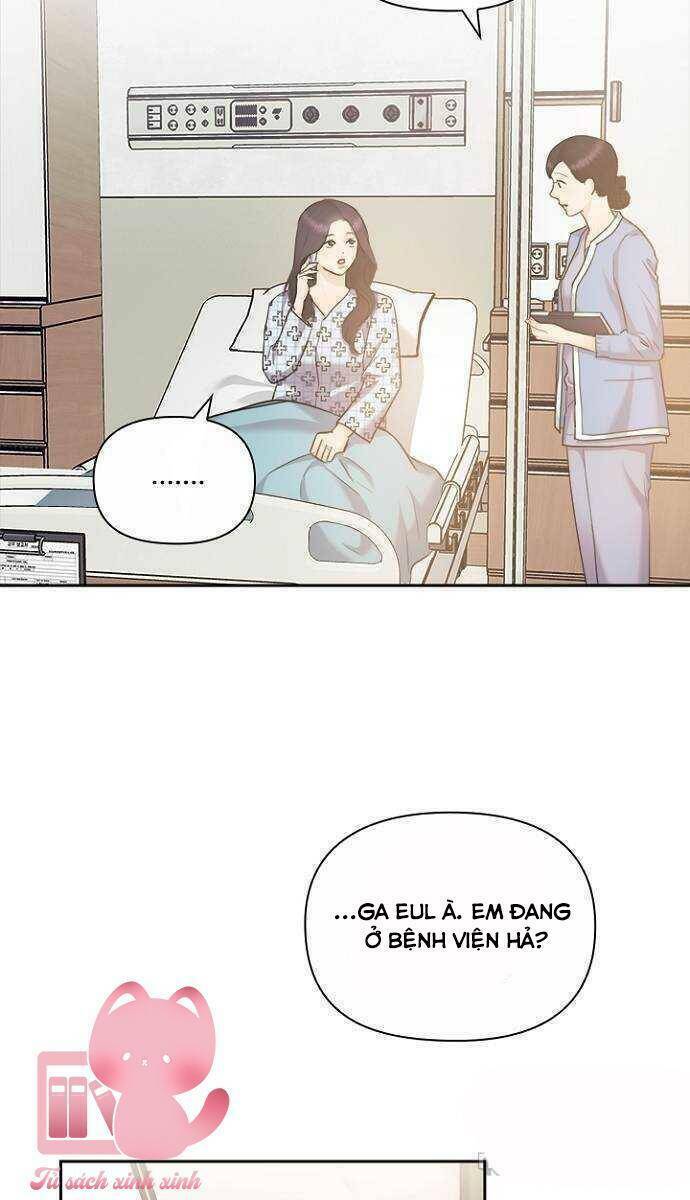 .......
...GA EUL À. EM ĐANG
Ở BỆNH VIỆN HẢ?
Tủ sách xinh xinh